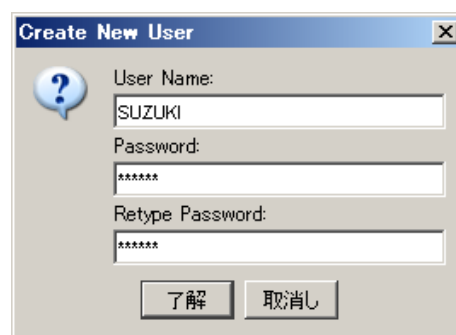 Create New User
User Name:
SUZUKI
Password:
******
Retype Password:
******
了解 取消し